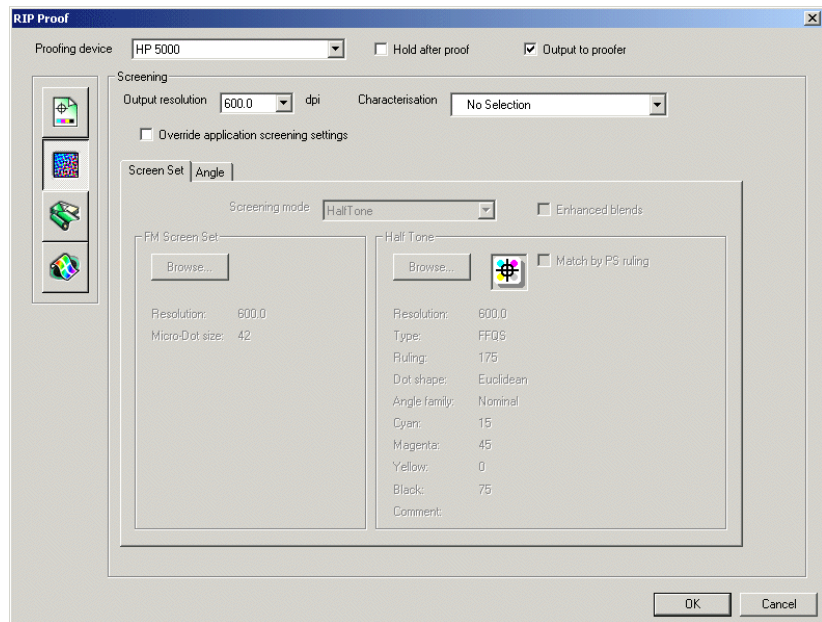 RIP Proof
Proofing device HP 5000 Hold after proof Output to proofer
Screening
Output resolution 600.0 dpi Characterisation No Selection
Override application screening settings
Screen Set Angle
Screening mode HalfTone Enhanced blends
FM Screen Set
Browse...
Resolution: 600.0
Micro-Dot size: 42
Half Tone
Browse... Match by PS ruling
Resolution: 600.0
Type: FFQS
Ruling: 175
Dot shape: Euclidean
Angle family: Nominal
Cyan: 15
Magenta: 45
Yellow: 0
Black: 75
Comment:
OK Cancel